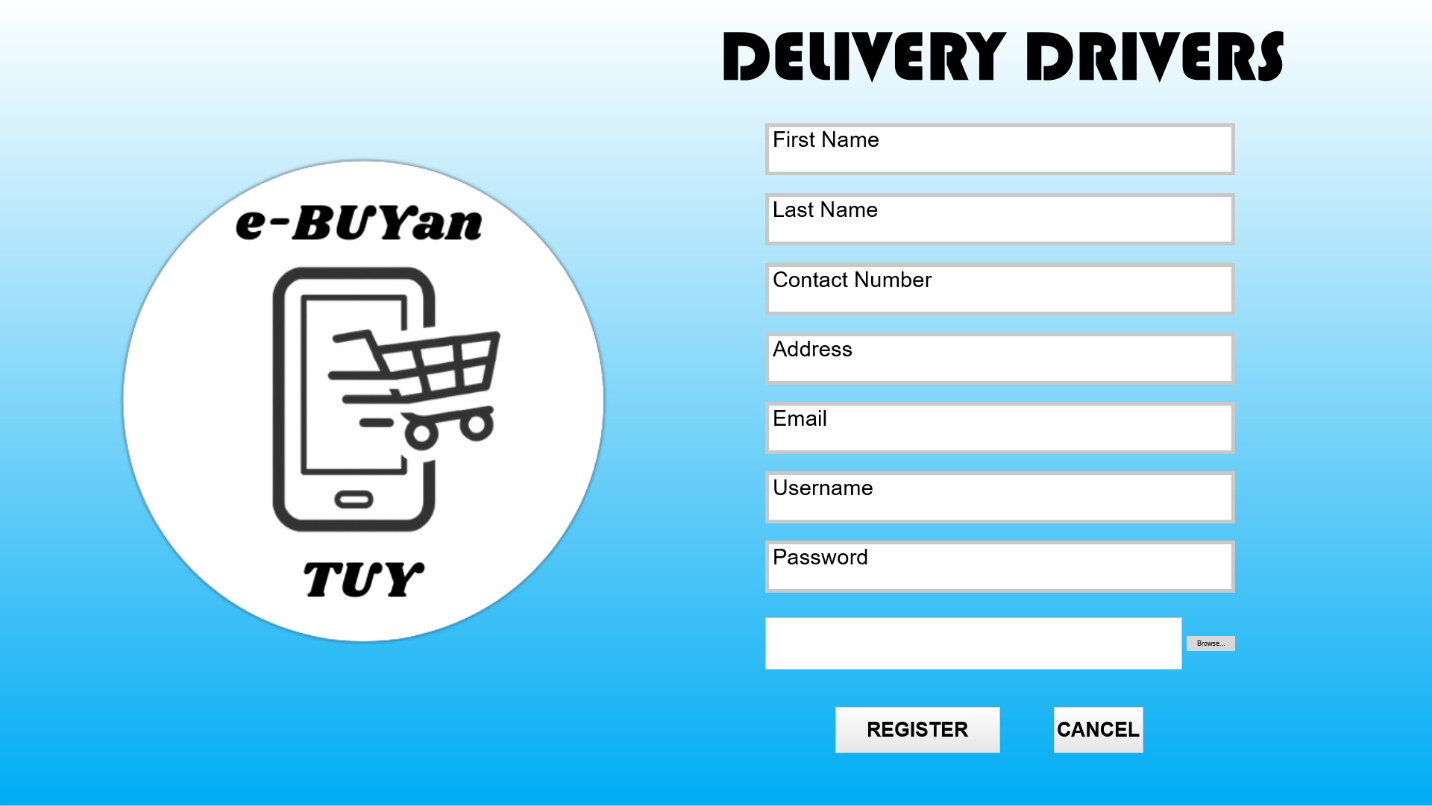 DELIVERY DRIVERS
e-BUYan
TUY
First Name
Last Name
Contact Number
Address
Email
Username
Password
Browse...
REGISTER
CANCEL